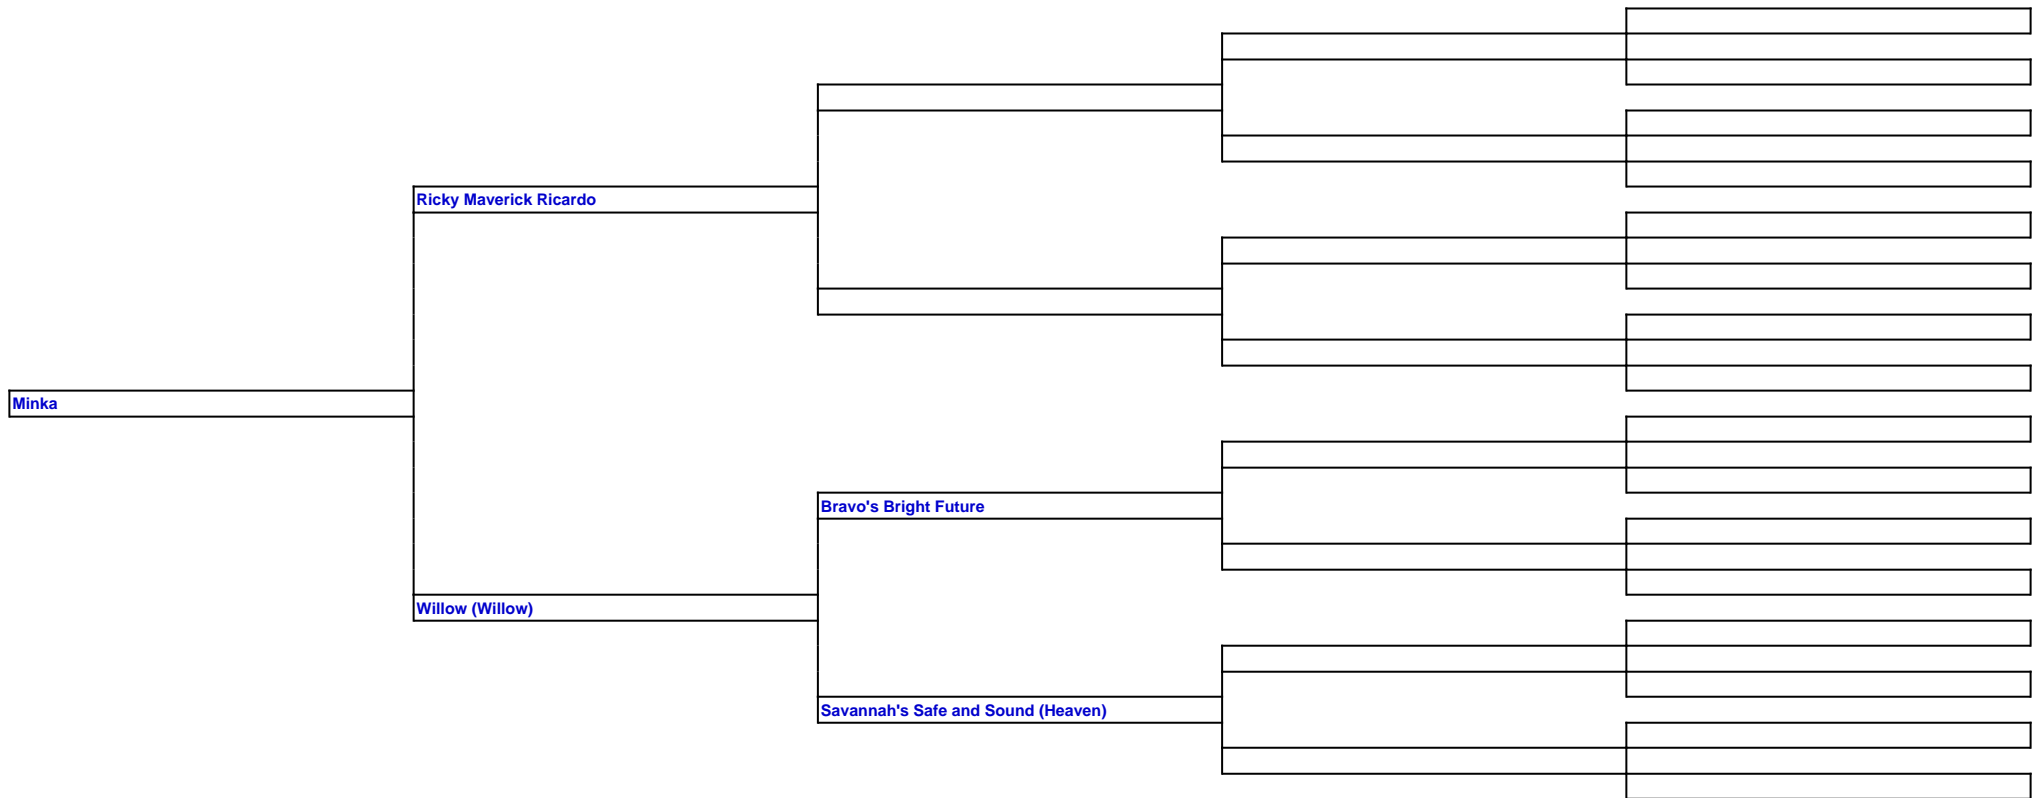 Ricky Maverick Ricardo
Minka
Bravo's Bright Future
Willow (Willow)
Savannah's Safe and Sound (Heaven)